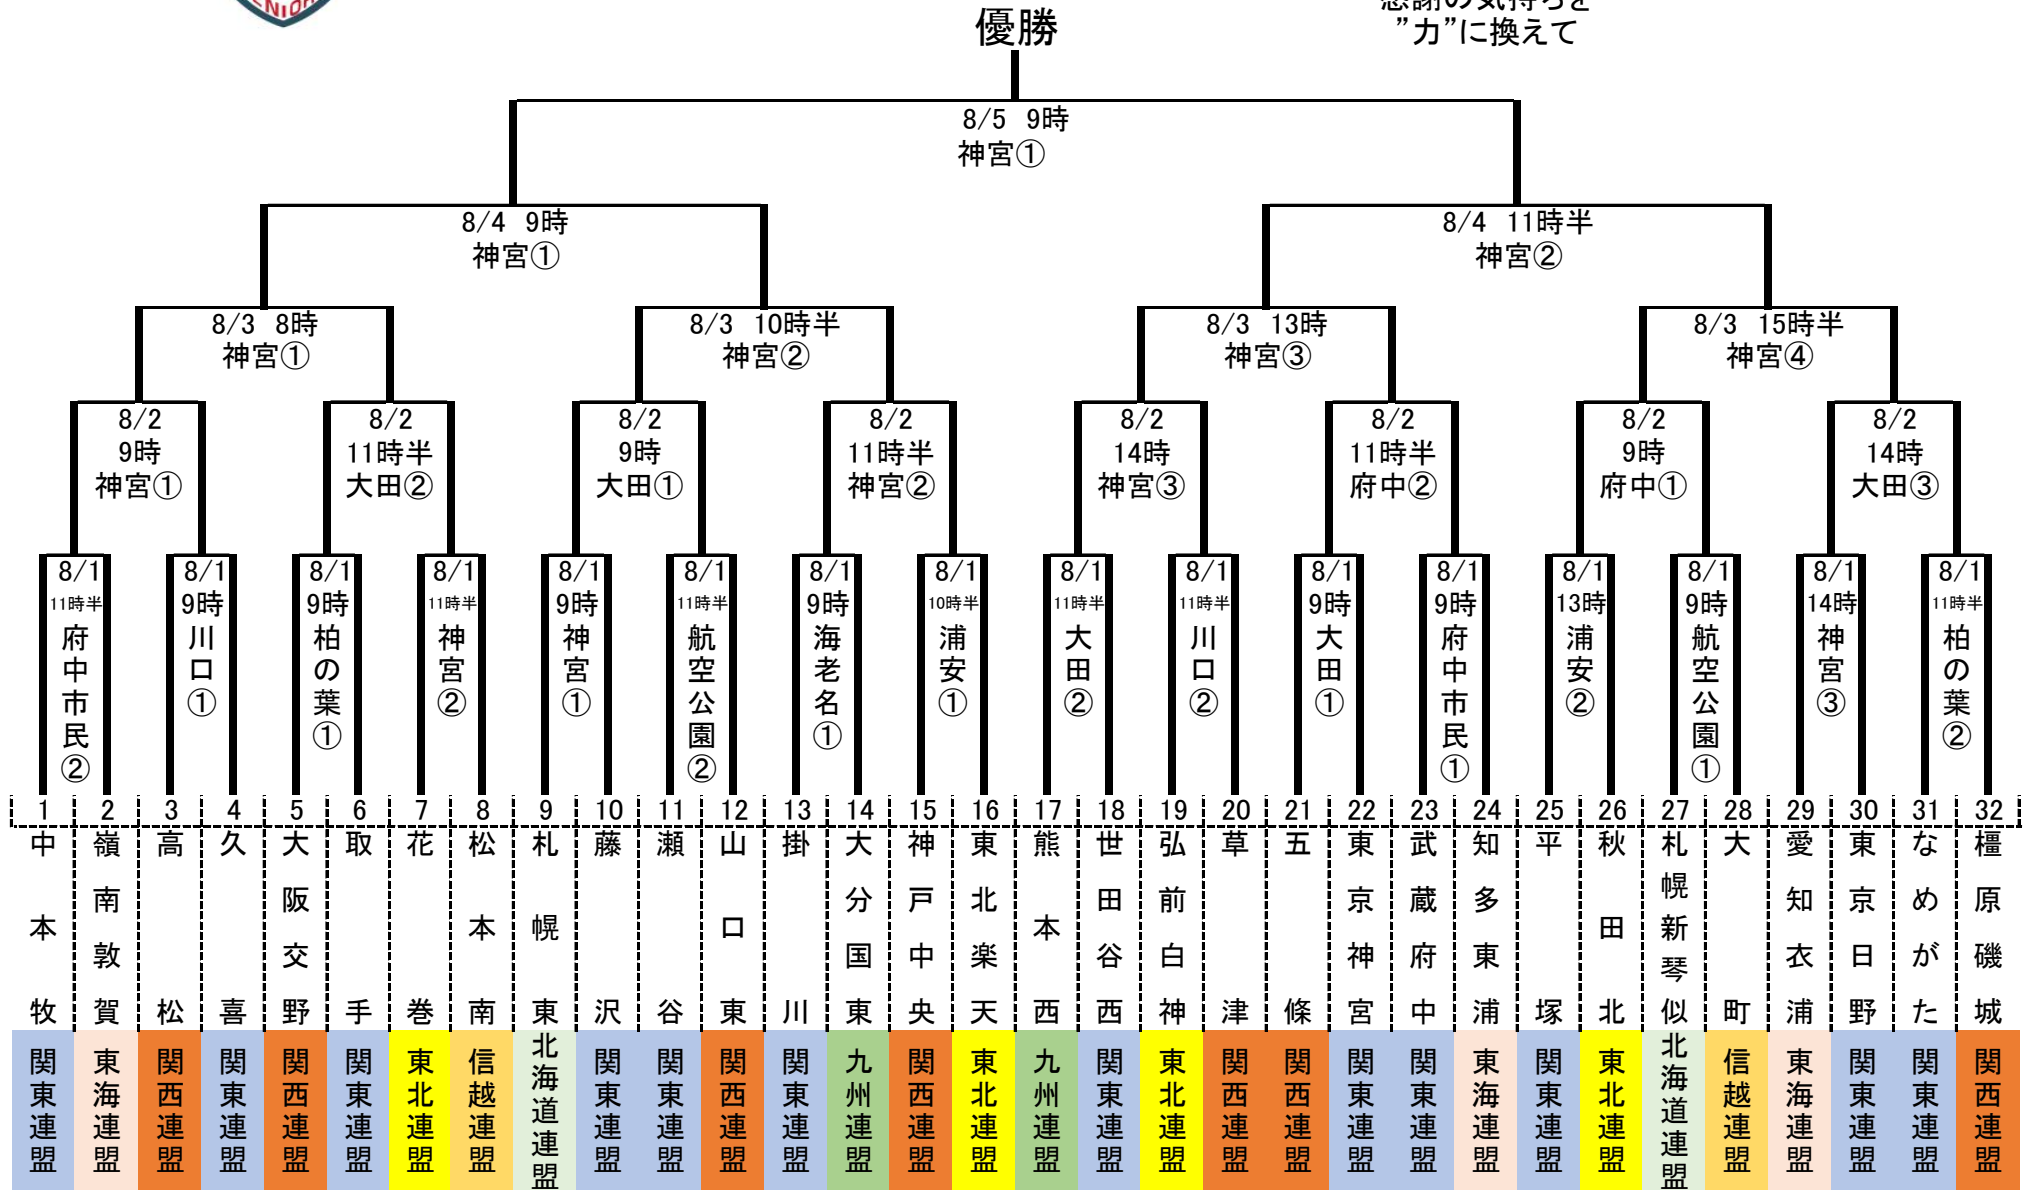 ENIOR
感謝の気持ちを
”力”に換えて
優勝
8/5 9時
神宮①
8/4 9時
神宮①
8/4 11時半
神宮②
8/3 8時
神宮①
8/3 10時半
神宮②
8/3 13時
神宮③
8/3 15時半
神宮④
8/2
9時
神宮①
8/2
11時半
大田②
8/2
9時
大田①
8/2
11時半
神宮②
8/2
14時
神宮③
8/2
11時半
府中②
8/2
9時
府中①
8/2
14時
大田③
8/1
11時半
府中市民②
8/1
9時
川口①
8/1
9時
柏の葉①
8/1
11時半
神宮②
8/1
9時
神宮①
8/1
11時半
航空公園②
8/1
9時
海老名①
8/1
10時半
浦安①
8/1
11時半
大田②
8/1
11時半
川口②
8/1
9時
大田①
8/1
9時
府中市民①
8/1
13時
浦安②
8/1
9時
航空公園①
8/1
14時
神宮③
8/1
11時半
柏の葉②
1 2 3 4 5 6 7 8 9 10 11 12 13 14 15 16 17 18 19 20 21 22 23 24 25 26 27 28 29 30 31 32
中本牧
嶺南敦賀
高松
久喜
大阪交野
取手
花巻
松本南
札幌東
藤沢
瀬谷
山口東
掛川
大分国東
神戸中央
東北楽天
熊本西
世田谷西
弘前白神
草津
五條
東京神宮
武蔵府中
知多東浦
平塚
秋田北
札幌新琴似
大町
愛知衣浦
東京日野
なめがた
橿原磯城
関東連盟
東海連盟
関西連盟
関東連盟
関西連盟
関東連盟
東北連盟
信越連盟
北海道連盟
関東連盟
関東連盟
関西連盟
関東連盟
九州連盟
関西連盟
東北連盟
九州連盟
関東連盟
東北連盟
関西連盟
関西連盟
関東連盟
関東連盟
東海連盟
関東連盟
東北連盟
北海道連盟
信越連盟
東海連盟
関東連盟
関東連盟
関西連盟